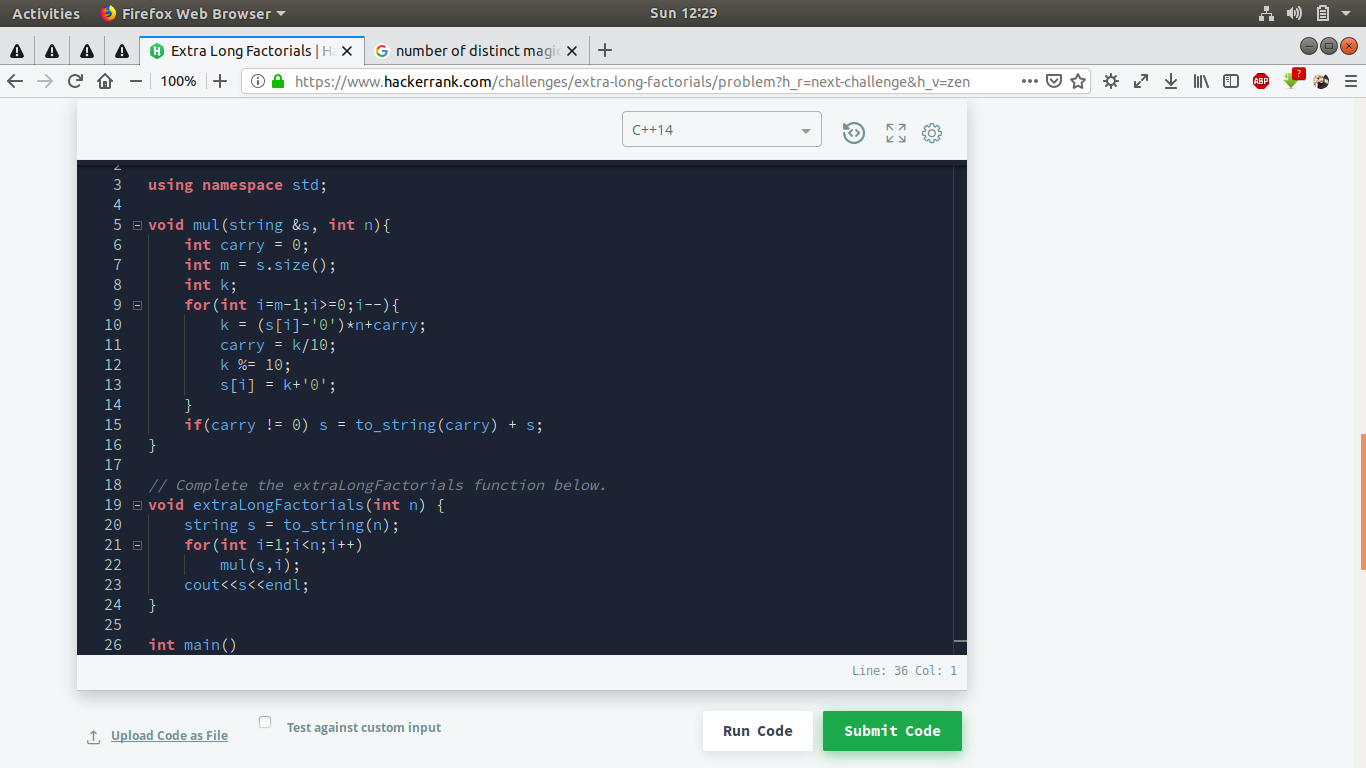 Activities Firefox Web Browser Sun 12:29
Extra Long Factorials | H number of distinct magi
100% https://www.hackerrank.com/challenges/extra-long-factorials/problem?h_r=next-challenge&h_v=zen ABP ?
C++14
2
3 using namespace std;
4
5 void mul(string &s, int n){
6 int carry = 0;
7 int m = s.size();
8 int k;
9 for(int i=m-1;i>=0;i--){
10 k = (s[i]-'0')*n+carry;
11 carry = k/10;
12 k %= 10;
13 s[i] = k+'0';
14 }
15 if(carry != 0) s = to_string(carry) + s;
16 }
17
18 // Complete the extraLongFactorials function below.
19 void extraLongFactorials(int n) {
20 string s = to_string(n);
21 for(int i=1;i<n;i++)
22 mul(s,i);
23 cout<<s<<endl;
24 }
25
26 int main()
Line: 36 Col: 1
Upload Code as File Test against custom input Run Code Submit Code